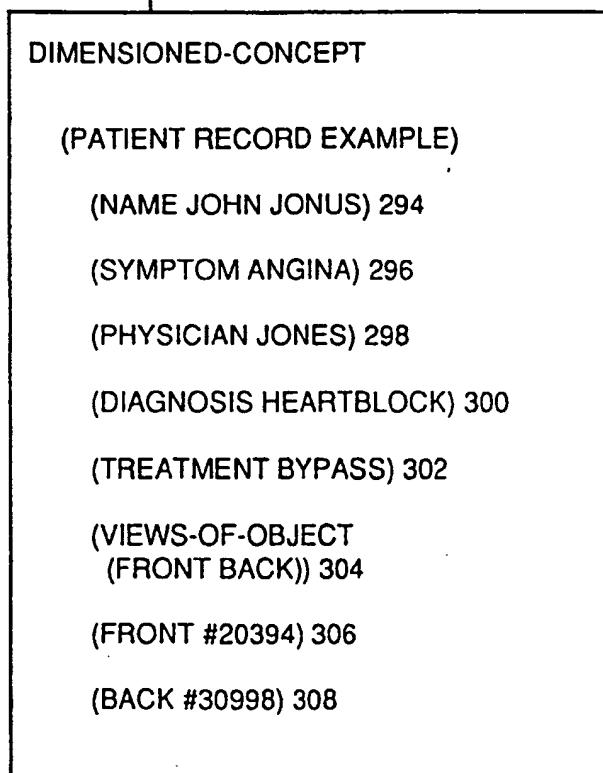 DIMENSIONED-CONCEPT
(PATIENT RECORD EXAMPLE)
(NAME JOHN JONUS) 294
(SYMPTOM ANGINA) 296
(PHYSICIAN JONES) 298
(DIAGNOSIS HEARTBLOCK) 300
(TREATMENT BYPASS) 302
(VIEWS-OF-OBJECT
(FRONT BACK)) 304
(FRONT #20394) 306
(BACK #30998) 308